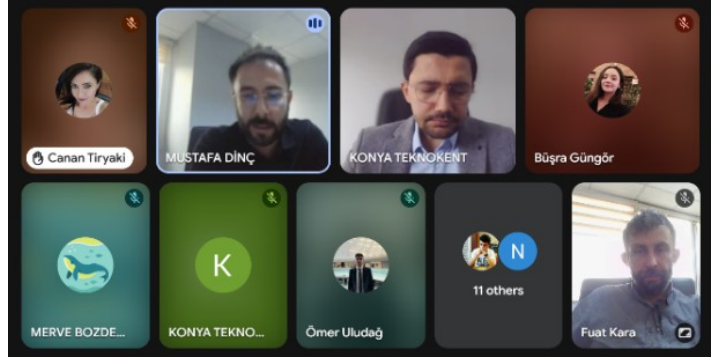 Canan Tiryaki
MUSTAFA DİNÇ
KONYA TEKNOKENT
Büşra Güngör
MERVE BOZDE...
K
KONYA TEKNO...
Ömer Uludağ
N
11 others
Fuat Kara